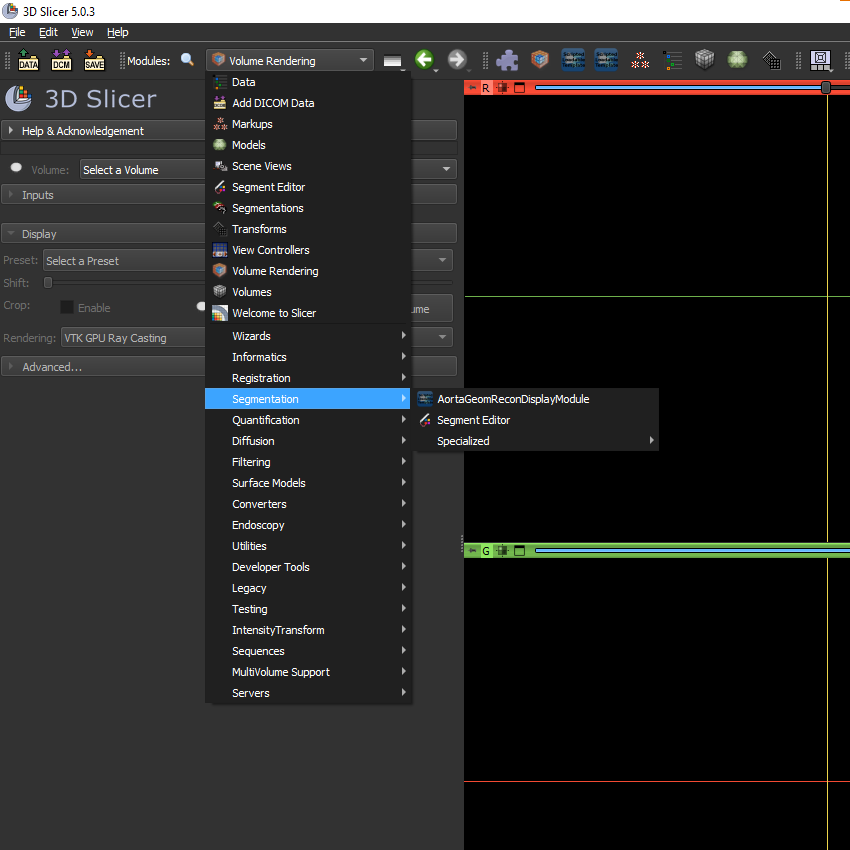 3D Slicer 5.0.3
File Edit View Help
DATA DCM SAVE Modules: Volume Rendering
3D Slicer
Help & Acknowledgement
Volume: Select a Volume
Inputs
Display
Preset: Select a Preset
Shift:
Crop: Enable ume
Rendering: VTK GPU Ray Casting
Advanced...
Data
Add DICOM Data
Markups
Models
Scene Views
Segment Editor
Segmentations
Transforms
View Controllers
Volume Rendering
Volumes
Welcome to Slicer
Wizards
Informatics
Registration
Segmentation
Quantification
Diffusion
Filtering
Surface Models
Converters
Endoscopy
Utilities
Developer Tools
Legacy
Testing
IntensityTransform
Sequences
MultiVolume Support
Servers
AortaGeomReconDisplayModule
Segment Editor
Specialized
R
G